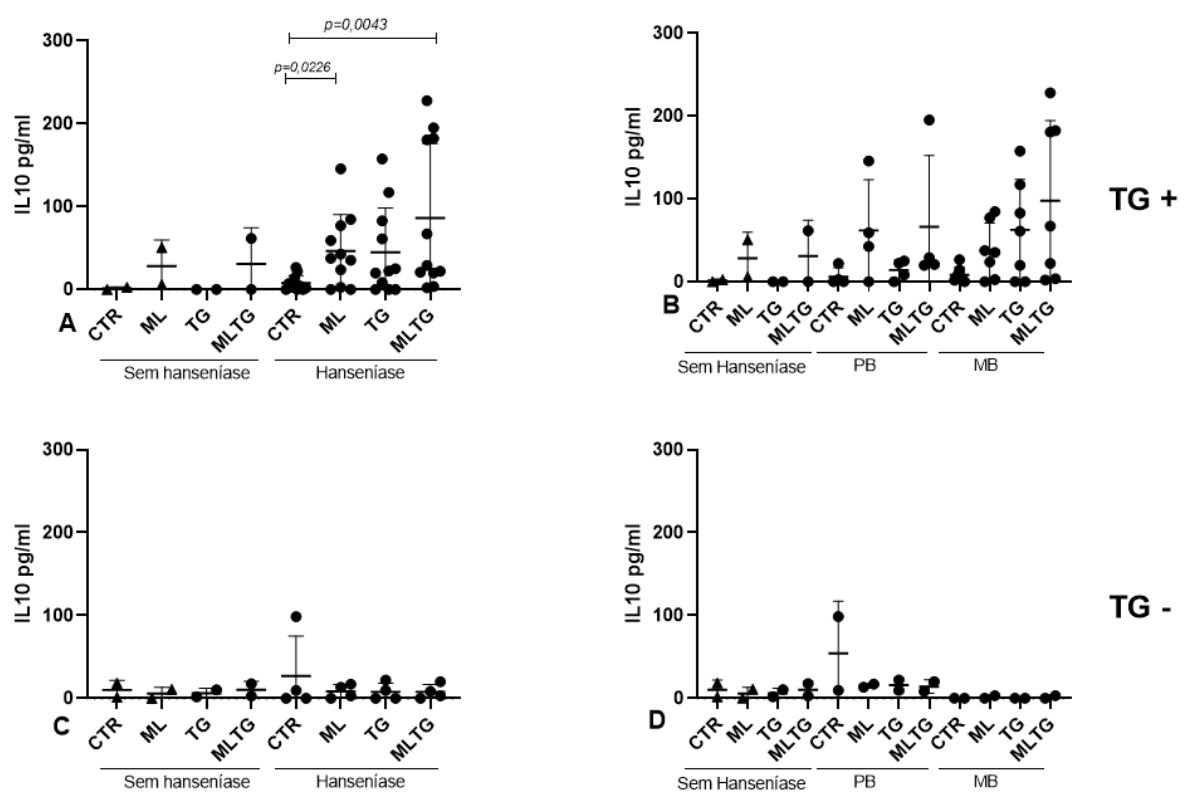 p=0,0043
p=0,0226
300
200
100
0
IL10 pg/ml
CTR ML TG MLTG CTR ML TG MLTG
Sem hanseníase Hanseníase
A
300
200
100
0
IL10 pg/ml
CTR ML TG MLTG CTR ML TG MLTG CTR ML TG MLTG
Sem Hanseníase PB MB
B
TG +
300
200
100
0
IL10 pg/ml
CTR ML TG MLTG CTR ML TG MLTG
Sem hanseníase Hanseníase
C
300
200
100
0
IL10 pg/ml
CTR ML TG MLTG CTR ML TG MLTG CTR ML TG MLTG
Sem Hanseníase PB MB
D
TG -